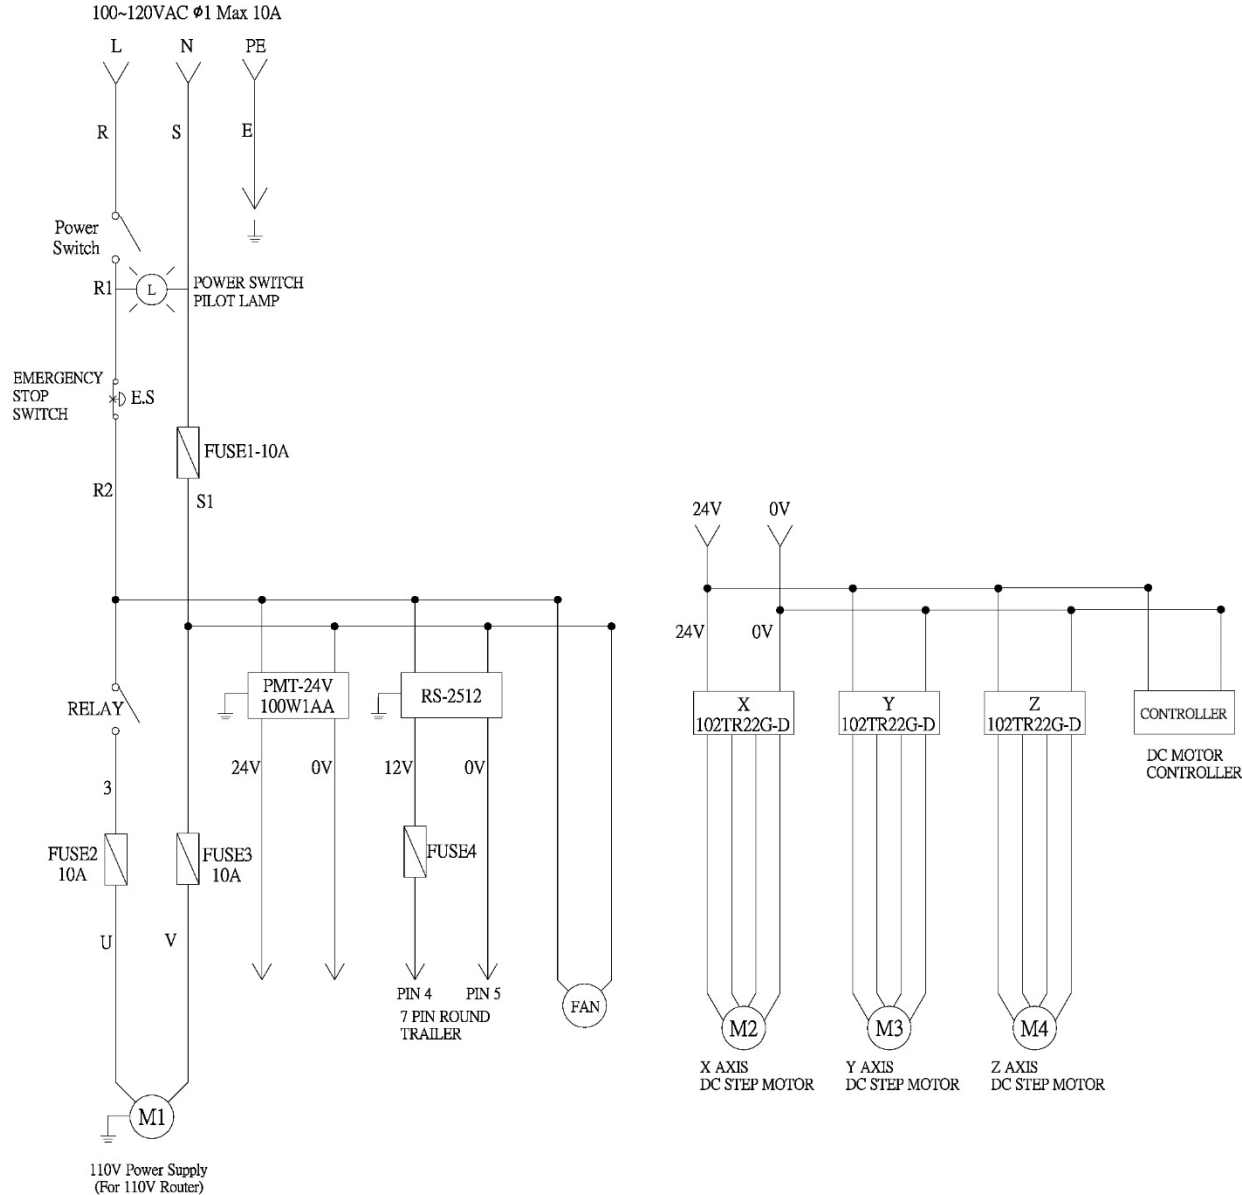 100~120VAC ϕ1 Max 10A
L
N
PE
R
S
E
Power
Switch
R1
L
POWER SWITCH
PILOT LAMP
EMERGENCY
STOP
SWITCH
E.S
FUSE1-10A
R2
S1
RELAY
PMT-24V
100W1AA
RS-2512
24V
0V
12V
0V
3
FUSE2
10A
FUSE3
10A
FUSE4
U
V
PIN 4
PIN 5
7 PIN ROUND
TRAILER
FAN
M1
110V Power Supply
(For 110V Router)
24V
0V
24V
0V
X
102TR22G-D
Y
102TR22G-D
Z
102TR22G-D
CONTROLLER
DC MOTOR
CONTROLLER
M2
M3
M4
X AXIS
DC STEP MOTOR
Y AXIS
DC STEP MOTOR
Z AXIS
DC STEP MOTOR